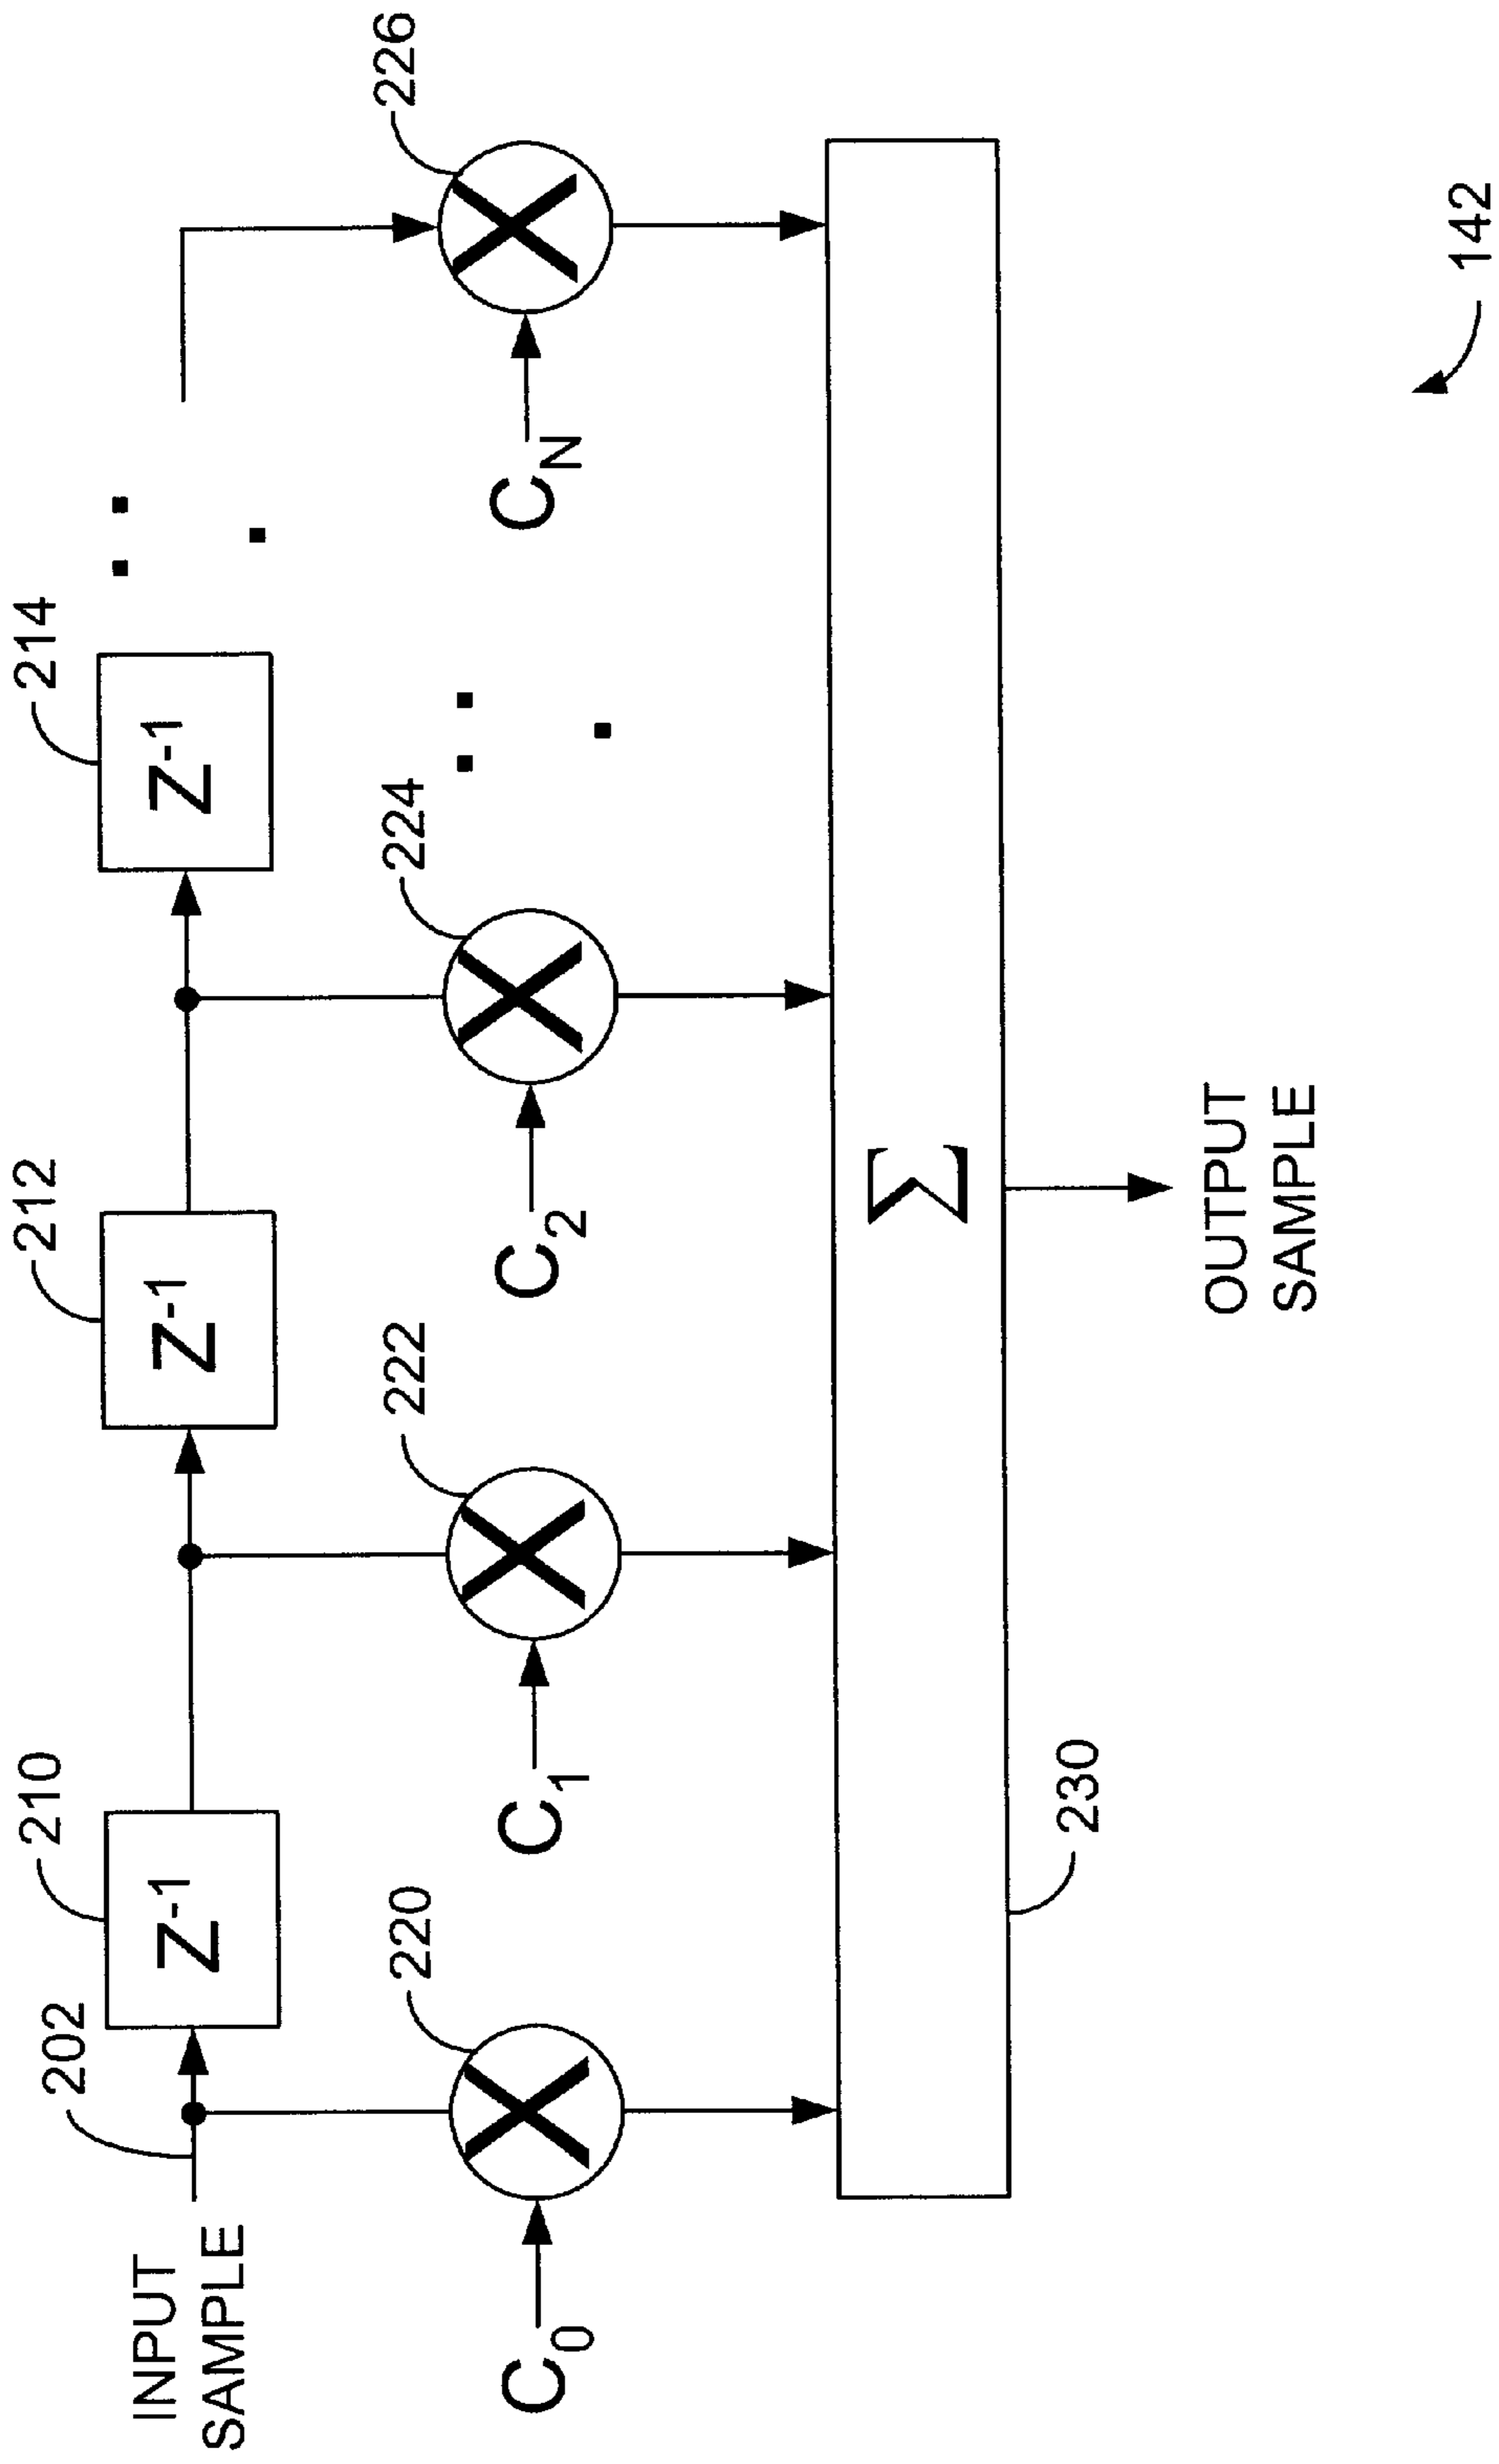 202
210
212
214
INPUT
SAMPLE
Z-1
Z-1
Z-1
220
222
224
226
C0
X
C1
X
C2
X
CN
X
Σ
230
OUTPUT
SAMPLE
142